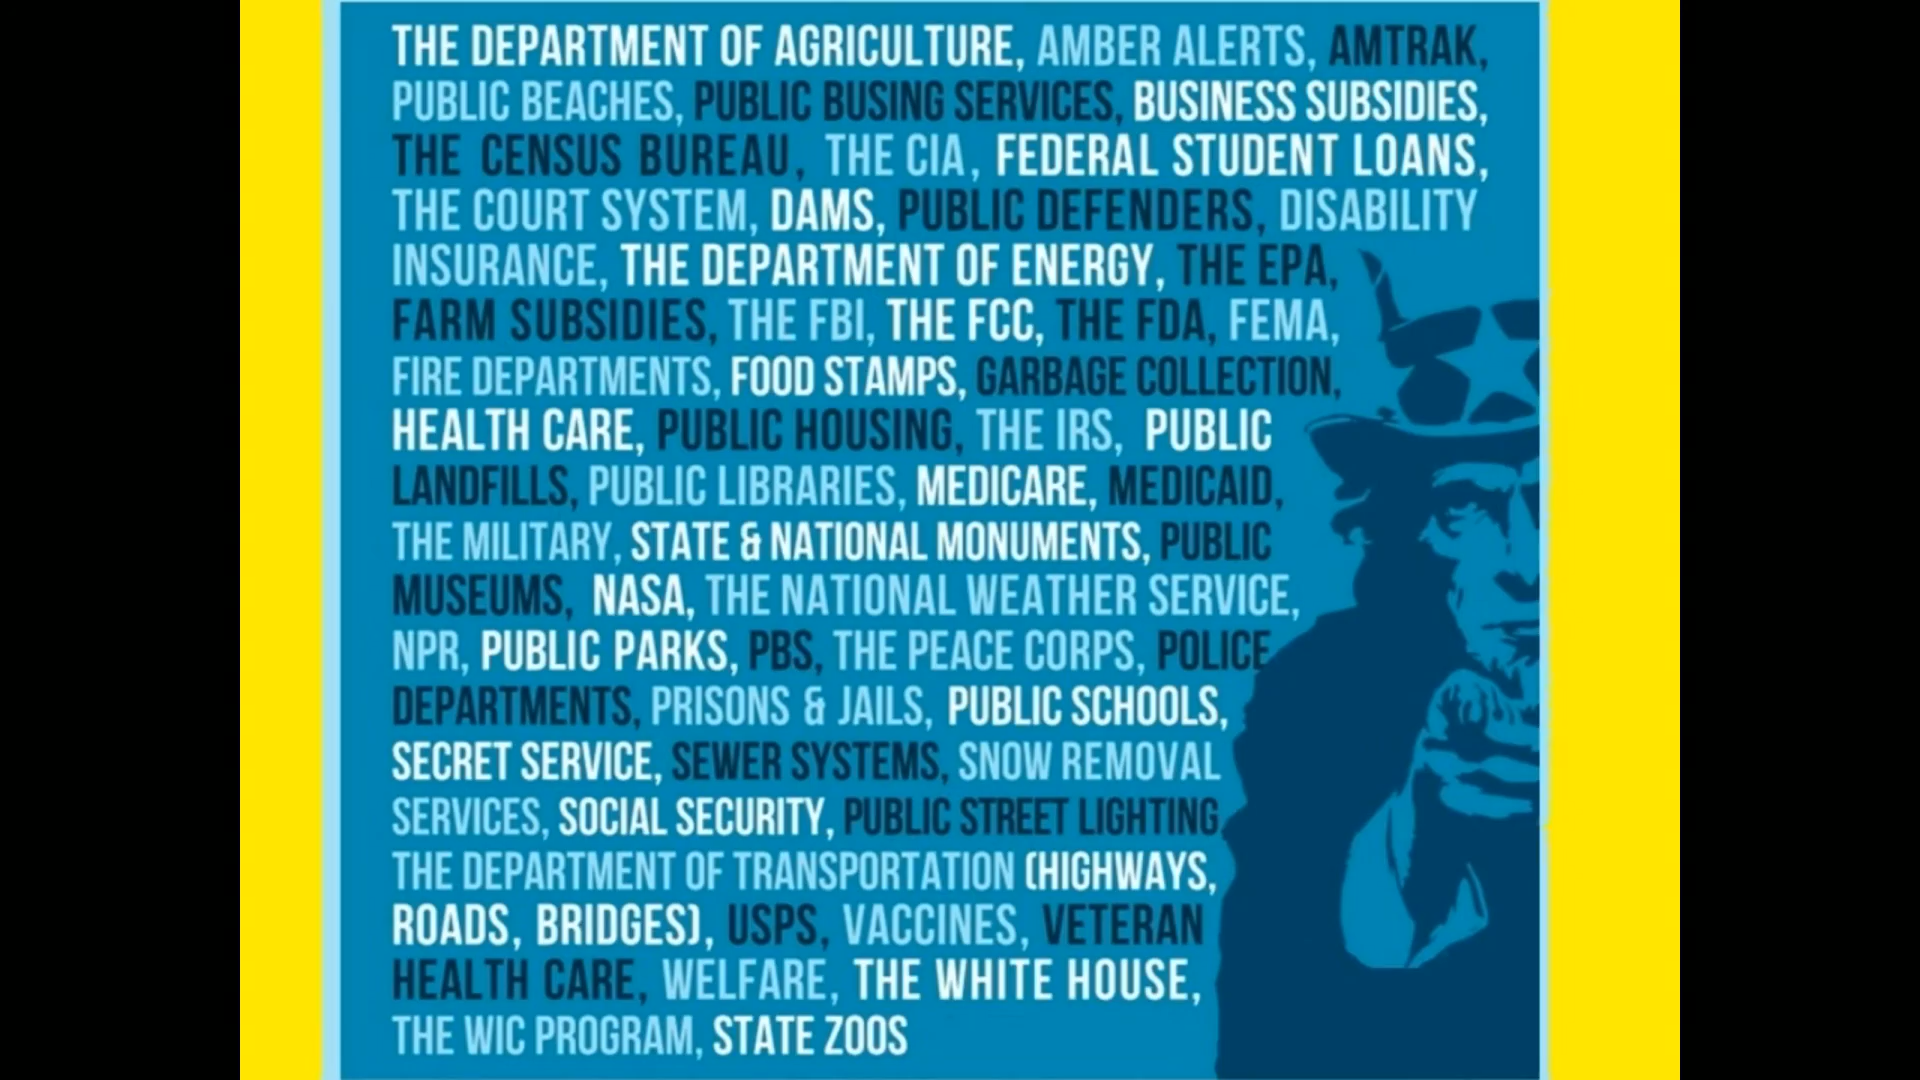 THE DEPARTMENT OF AGRICULTURE, AMBER ALERTS, AMTRAK,
PUBLIC BEACHES, PUBLIC BUSING SERVICES, BUSINESS SUBSIDIES,
THE CENSUS BUREAU, THE CIA, FEDERAL STUDENT LOANS,
THE COURT SYSTEM, DAMS, PUBLIC DEFENDERS, DISABILITY
INSURANCE, THE DEPARTMENT OF ENERGY, THE EPA,
FARM SUBSIDIES, THE FBI, THE FCC, THE FDA, FEMA,
FIRE DEPARTMENTS, FOOD STAMPS, GARBAGE COLLECTION,
HEALTH CARE, PUBLIC HOUSING, THE IRS, PUBLIC
LANDFILLS, PUBLIC LIBRARIES, MEDICARE, MEDICAID,
THE MILITARY, STATE & NATIONAL MONUMENTS, PUBLIC
MUSEUMS, NASA, THE NATIONAL WEATHER SERVICE,
NPR, PUBLIC PARKS, PBS, THE PEACE CORPS, POLICE
DEPARTMENTS, PRISONS & JAILS, PUBLIC SCHOOLS,
SECRET SERVICE, SEWER SYSTEMS, SNOW REMOVAL
SERVICES, SOCIAL SECURITY, PUBLIC STREET LIGHTING
THE DEPARTMENT OF TRANSPORTATION (HIGHWAYS,
ROADS, BRIDGES), USPS, VACCINES, VETERAN
HEALTH CARE, WELFARE, THE WHITE HOUSE,
THE WIC PROGRAM, STATE ZOOS